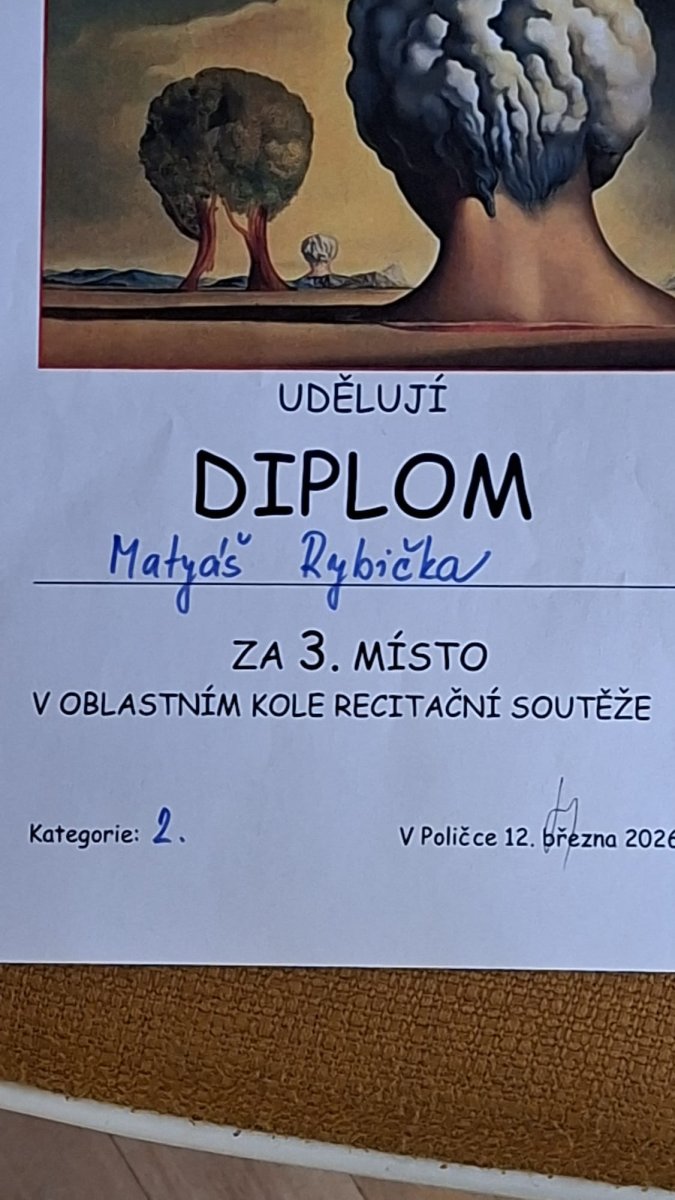 UDĚLUJÍ
DIPLOM
Matyáš Rybička
ZA 3. MÍSTO
V OBLASTNÍM KOLE RECITAČNÍ SOUTĚŽE
Kategorie: 2. V Poličce 12. března 2026